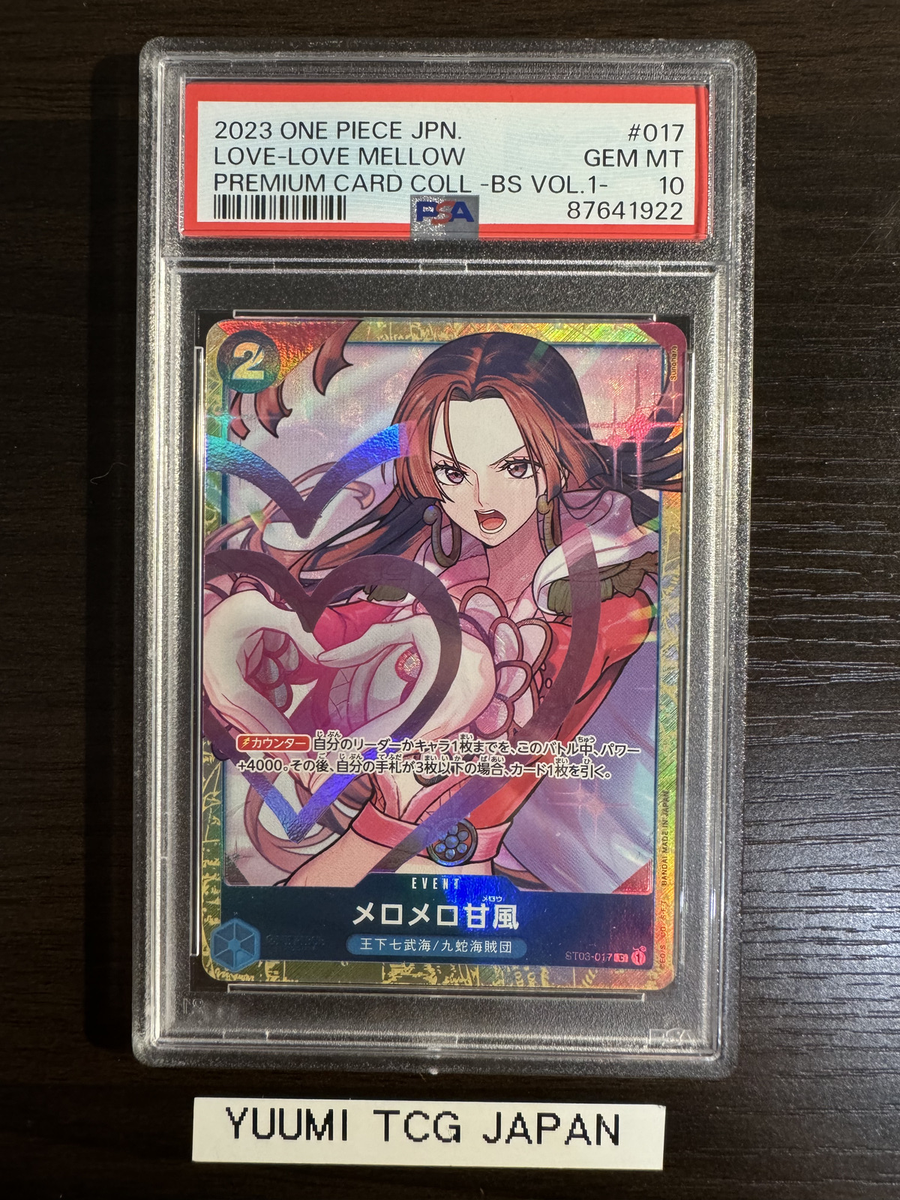 2023 ONE PIECE JPN. #017
LOVE-LOVE MELLOW GEM MT
PREMIUM CARD COLL -BS VOL.1- 10
PSA 87641922
2
⚡カウンター 自分のリーダーかキャラ1枚までを、このバトル中、パワー
+4000。その後、自分の手札が3枚以下の場合、カード1枚を引く。
BANDAI MADE IN JAPAN
EVENT
メロメロ甘風
王下七武海/九蛇海賊団
ST03-017 C 1
YUUMI TCG JAPAN